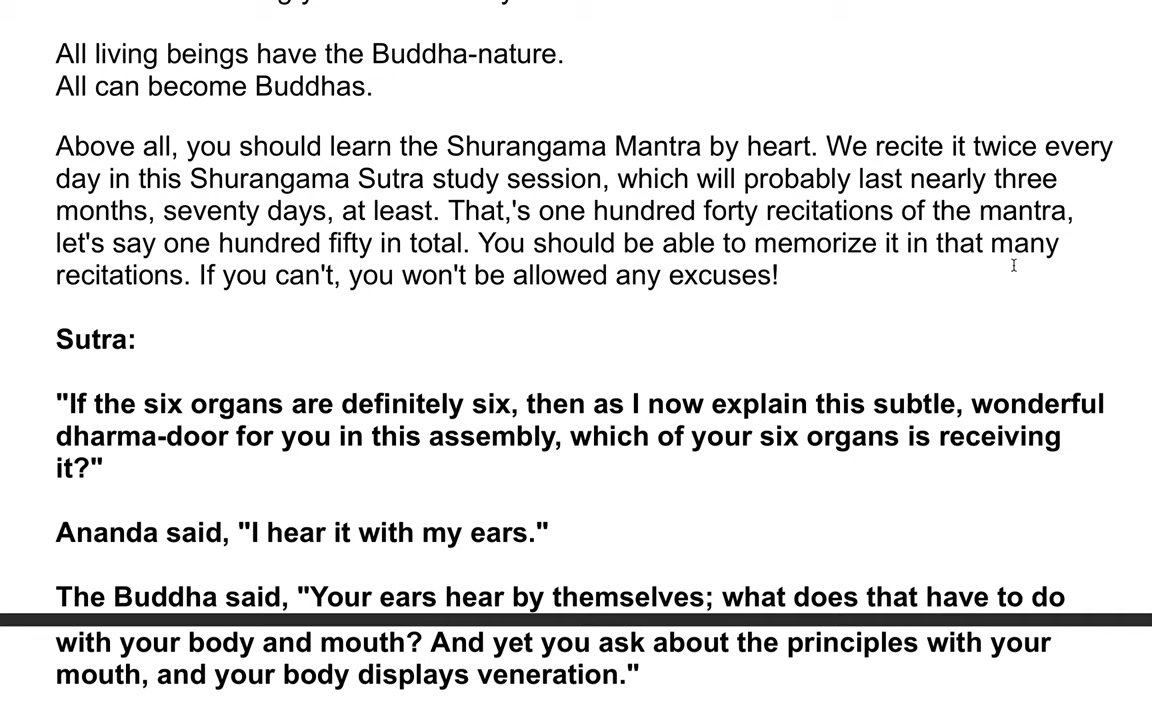 All living beings have the Buddha-nature.
All can become Buddhas.
Above all, you should learn the Shurangama Mantra by heart. We recite it twice every
day in this Shurangama Sutra study session, which will probably last nearly three
months, seventy days, at least. That,'s one hundred forty recitations of the mantra,
let's say one hundred fifty in total. You should be able to memorize it in that many
recitations. If you can't, you won't be allowed any excuses!
Sutra:
"If the six organs are definitely six, then as I now explain this subtle, wonderful
dharma-door for you in this assembly, which of your six organs is receiving
it?"
Ananda said, "I hear it with my ears."
The Buddha said, "Your ears hear by themselves; what does that have to do
with your body and mouth? And yet you ask about the principles with your
mouth, and your body displays veneration."